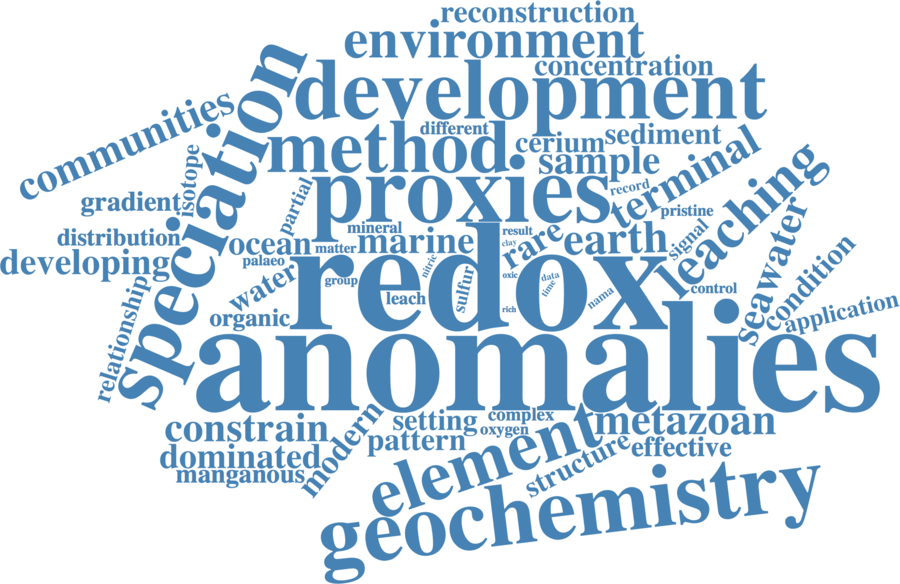 reconstruction
environment
concentration
development
communities
speciation
different
method
cerium
sediment
sample
isotope
gradient
partial
proxies
record
terminal
pristine
leaching
distribution
mineral
result
ocean
matter
marine
clay
rare
earth
signal
seawater
developing
palaeo
water
group
nitric
redox
sulfur
oxic
data
time
control
condition
relationship
organic
leach
rich
nama
application
anomalies
constrain
modern
setting
complex
oxygen
metazoan
pattern
dominated
manganous
element
structure
effective
geochemistry